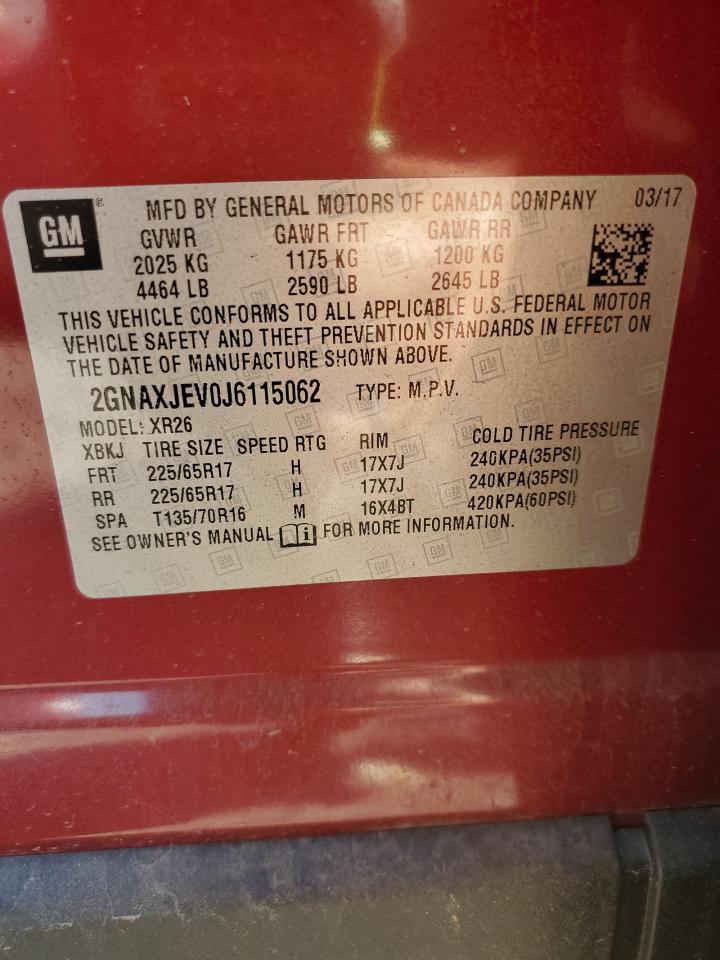 GM ® MFD BY GENERAL MOTORS OF CANADA COMPANY 03/17
GVWR GAWR FRT GAWR RR
2025 KG 1175 KG 1200 KG
4464 LB 2590 LB 2645 LB
THIS VEHICLE CONFORMS TO ALL APPLICABLE U.S. FEDERAL MOTOR
VEHICLE SAFETY AND THEFT PREVENTION STANDARDS IN EFFECT ON
THE DATE OF MANUFACTURE SHOWN ABOVE.
2GNAXJEV0J6115062 TYPE: M.P.V.
MODEL: XR26
XBKJ TIRE SIZE SPEED RTG RIM COLD TIRE PRESSURE
FRT 225/65R17 H 17X7J 240KPA(35PSI)
RR 225/65R17 H 17X7J 240KPA(35PSI)
SPA T135/70R16 M 16X4BT 420KPA(60PSI)
SEE OWNER'S MANUAL i FOR MORE INFORMATION.